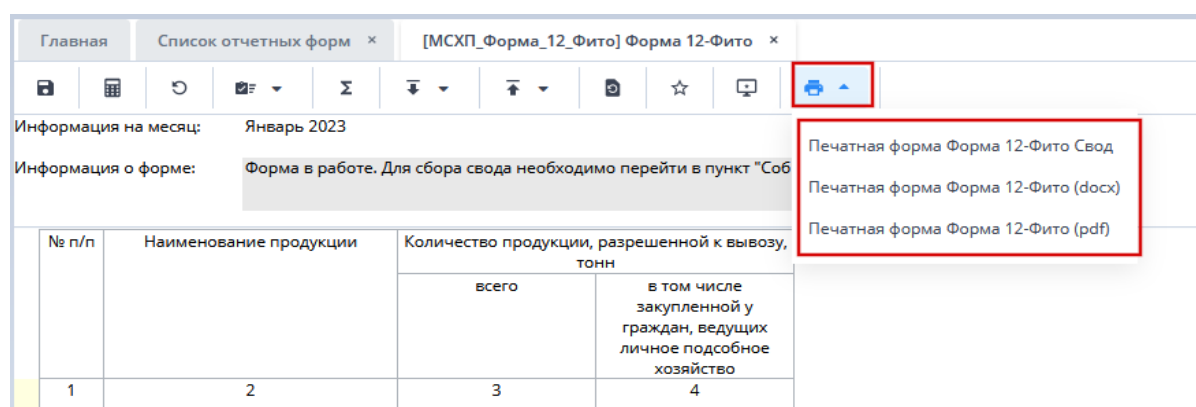 Главная
Список отчетных форм ×
[МСХП_Форма_12_Фито] Форма 12-Фито ×
Σ
Информация на месяц: Январь 2023
Информация о форме: Форма в работе. Для сбора свода необходимо перейти в пункт "Соб
Печатная форма Форма 12-Фито Свод
Печатная форма Форма 12-Фито (docx)
Печатная форма Форма 12-Фито (pdf)
№ п/п
Наименование продукции
Количество продукции, разрешенной к вывозу,
тонн
всего
в том числе
закупленной у
граждан, ведущих
личное подсобное
хозяйство
1 2 3 4